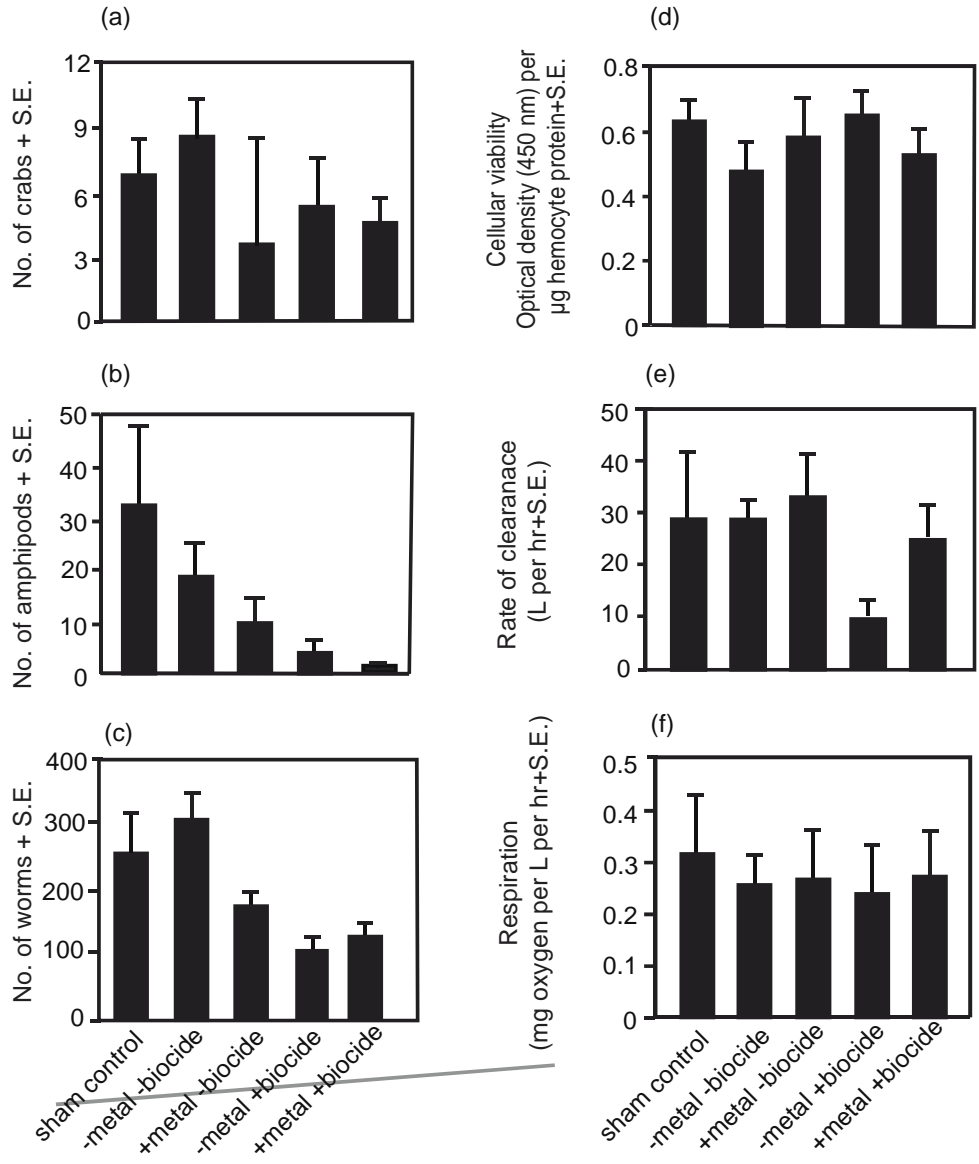 (a)
No. of crabs + S.E.
12
9
6
3
0
(b)
No. of amphipods + S.E.
50
40
30
20
10
0
(c)
No. of worms + S.E.
400
300
200
100
0
sham control
-metal -biocide
+metal -biocide
-metal +biocide
+metal +biocide
(d)
Cellular viability
Optical density (450 nm) per
µg hemocyte protein+S.E.
0.8
0.6
0.4
0.2
0
(e)
Rate of clearanace
(L per hr+S.E.)
50
40
30
20
10
0
(f)
Respiration
(mg oxygen per L per hr+S.E.)
0.5
0.4
0.3
0.2
0.1
0
sham control
-metal -biocide
+metal -biocide
-metal +biocide
+metal +biocide